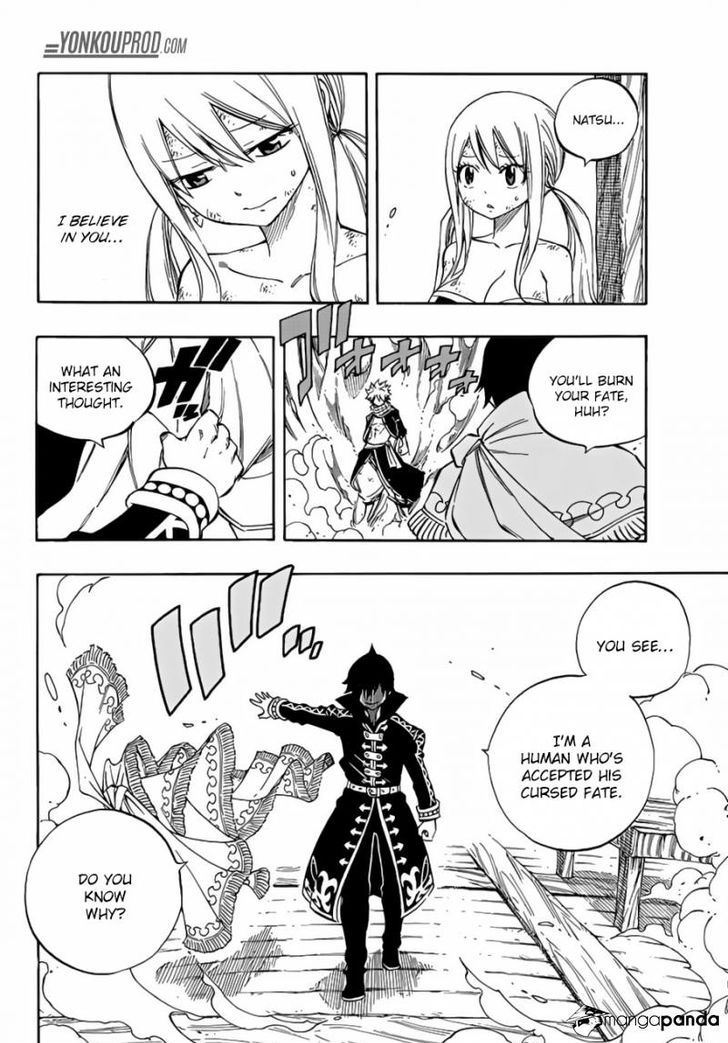 =YONKOUPROD.COM
NATSU...
I BELIEVE
IN YOU...
YOU'LL BURN
YOUR FATE,
HUH?
WHAT AN
INTERESTING
THOUGHT.
YOU SEE...
I'M A
HUMAN WHO'S
ACCEPTED HIS
CURSED FATE.
DO YOU
KNOW
WHY?
mangapanda